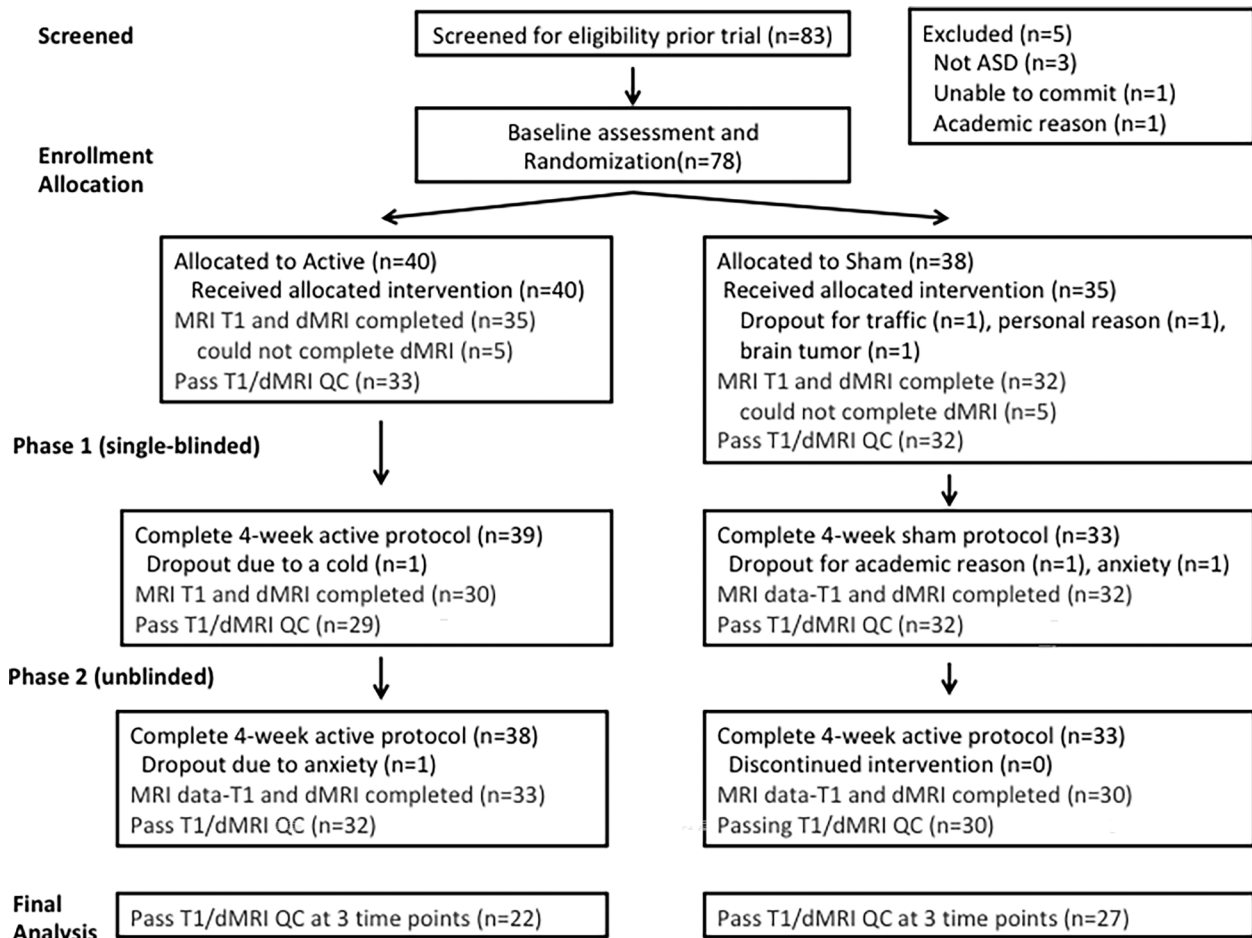 Screened
Screened for eligibility prior trial (n=83)
Excluded (n=5)
Not ASD (n=3)
Unable to commit (n=1)
Academic reason (n=1)
Enrollment
Allocation
Baseline assessment and
Randomization(n=78)
Allocated to Active (n=40)
Received allocated intervention (n=40)
MRI T1 and dMRI completed (n=35)
could not complete dMRI (n=5)
Pass T1/dMRI QC (n=33)
Allocated to Sham (n=38)
Received allocated intervention (n=35)
Dropout for traffic (n=1), personal reason (n=1),
brain tumor (n=1)
MRI T1 and dMRI complete (n=32)
could not complete dMRI (n=5)
Pass T1/dMRI QC (n=32)
Phase 1 (single-blinded)
Complete 4-week active protocol (n=39)
Dropout due to a cold (n=1)
MRI T1 and dMRI completed (n=30)
Pass T1/dMRI QC (n=29)
Complete 4-week sham protocol (n=33)
Dropout for academic reason (n=1), anxiety (n=1)
MRI data-T1 and dMRI completed (n=32)
Pass T1/dMRI QC (n=32)
Phase 2 (unblinded)
Complete 4-week active protocol (n=38)
Dropout due to anxiety (n=1)
MRI data-T1 and dMRI completed (n=33)
Pass T1/dMRI QC (n=32)
Complete 4-week active protocol (n=33)
Discontinued intervention (n=0)
MRI data-T1 and dMRI completed (n=30)
Passing T1/dMRI QC (n=30)
Final
Analysis
Pass T1/dMRI QC at 3 time points (n=22)
Pass T1/dMRI QC at 3 time points (n=27)